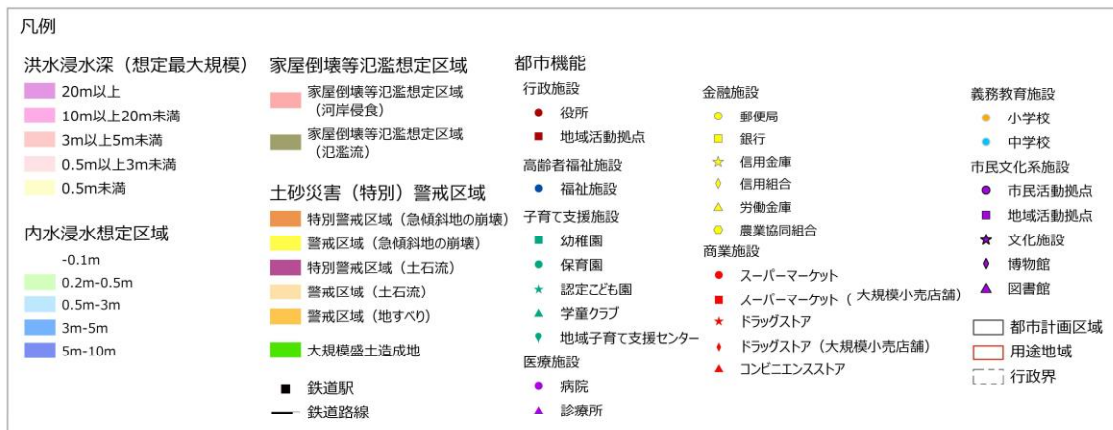 凡例
洪水浸水深（想定最大規模）
20m以上
10m以上20m未満
3m以上5m未満
0.5m以上3m未満
0.5m未満
内水浸水想定区域
-0.1m
0.2m-0.5m
0.5m-3m
3m-5m
5m-10m
家屋倒壊等氾濫想定区域
家屋倒壊等氾濫想定区域
（河岸侵食）
家屋倒壊等氾濫想定区域
（氾濫流）
土砂災害（特別）警戒区域
特別警戒区域（急傾斜地の崩壊）
警戒区域（急傾斜地の崩壊）
特別警戒区域（土石流）
警戒区域（土石流）
警戒区域（地すべり）
大規模盛土造成地
鉄道駅
鉄道路線
都市機能
行政施設
役所
地域活動拠点
高齢者福祉施設
福祉施設
子育て支援施設
幼稚園
保育園
認定こども園
学童クラブ
地域子育て支援センター
医療施設
病院
診療所
金融施設
郵便局
銀行
信用金庫
信用組合
労働金庫
農業協同組合
商業施設
スーパーマーケット
スーパーマーケット（大規模小売店舗）
ドラッグストア
ドラッグストア（大規模小売店舗）
コンビニエンスストア
義務教育施設
小学校
中学校
市民文化系施設
市民活動拠点
地域活動拠点
文化施設
博物館
図書館
都市計画区域
用途地域
行政界